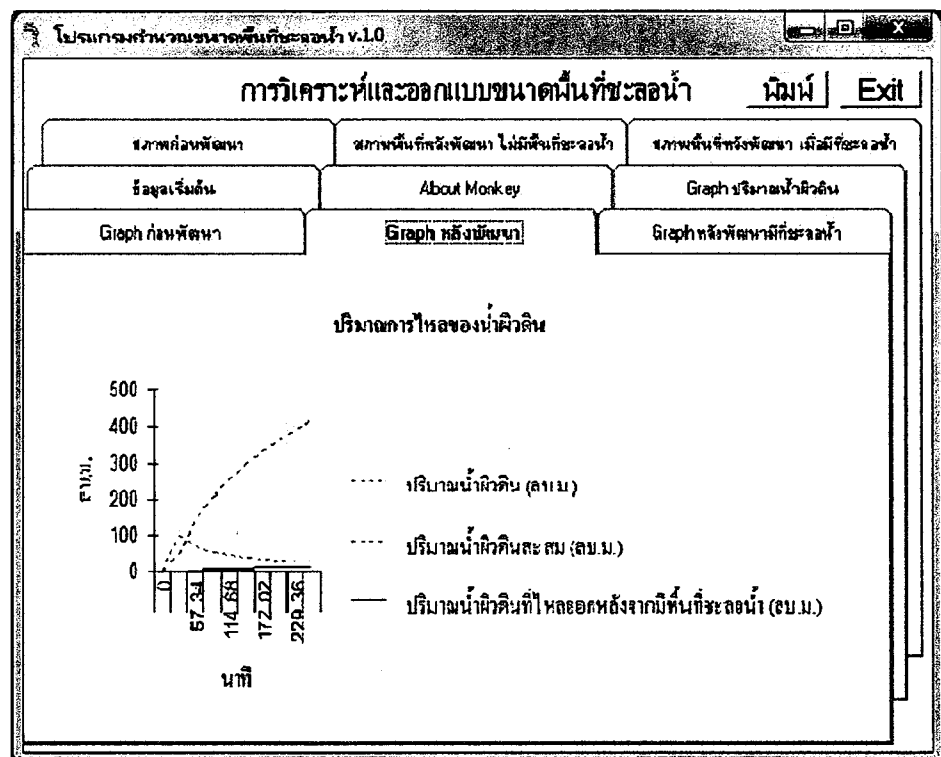 โปรแกรมคำนวณขนาดพื้นที่ชะลอน้ำ v.1.0
การวิเคราะห์และออกแบบขนาดพื้นที่ชะลอน้ำ
พิมพ์
Exit
สภาพก่อนพัฒนา
สภาพพื้นที่หลังพัฒนา ไม่มีพื้นที่ชะลอน้ำ
สภาพพื้นที่หลังพัฒนา เมื่อมีที่ชะลอน้ำ
ข้อมูลเริ่มต้น
About Monkey
Graph ปริมาณน้ำผิวดิน
Graph ก่อนพัฒนา
Graph หลังพัฒนา
Graph หลังพัฒนามีที่ชะลอน้ำ
ปริมาณการไหลของน้ำผิวดิน
500
400
300
200
100
0
ลบ.ม.
0
57.34
114.68
172.02
229.36
นาที
ปริมาณน้ำผิวดิน (ลบ.ม.)
ปริมาณน้ำผิวดินสะสม (ลบ.ม.)
ปริมาณน้ำผิวดินที่ไหลออกหลังจากมีพื้นที่ชะลอน้ำ (ลบ.ม.)